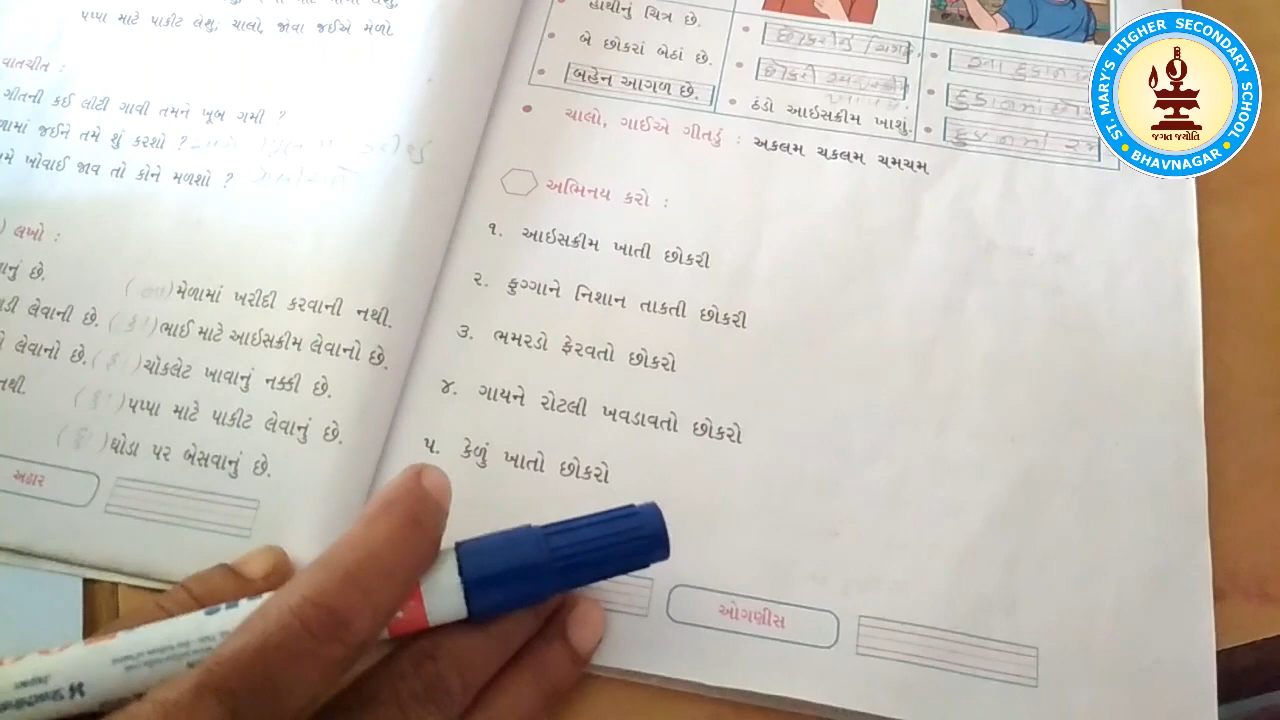 પપ્પા માટે પાકીટ લેશું; ચાલો, જોવા જઈએ મેળો
વાતચીત :
ગીતની કઈ લીટી ગાવી તમને ખૂબ ગમી ?
જઈને તમે શું કરશો ?
ખોવાઈ જાવ તો કોને મળશો ?
લખો :
છે.
મેળામાં ખરીદી કરવાની નથી.
લેવાની છે.
ભાઈ માટે આઇસક્રીમ લેવાનો છે.
લેવાનો છે.
ચોકલેટ ખાવાનું નક્કી છે.
નથી.
પપ્પા માટે પાકીટ લેવાનું છે.
ઘોડા પર બેસવાનું છે.
અઢાર
હાથીનું ચિત્ર છે.
બે છોકરાં બેઠાં છે.
બહેન આગળ છે.
ઠંડો આઇસક્રીમ ખાશું.
ચાલો, ગાઈએ ગીતડું : અકલમ ચકલમ ચમચમ
અભિનય કરો :
૧. આઇસક્રીમ ખાતી છોકરી
૨. ફુગ્ગાને નિશાન તાકતી છોકરી
૩. ભમરડો ફેરવતો છોકરો
૪. ગાયને રોટલી ખવડાવતો છોકરો
૫. કેળું ખાતો છોકરો
ઓગણીસ
ST. MARY'S HIGHER SECONDARY SCHOOL
જગત જ્યોતિ
BHAVNAGAR